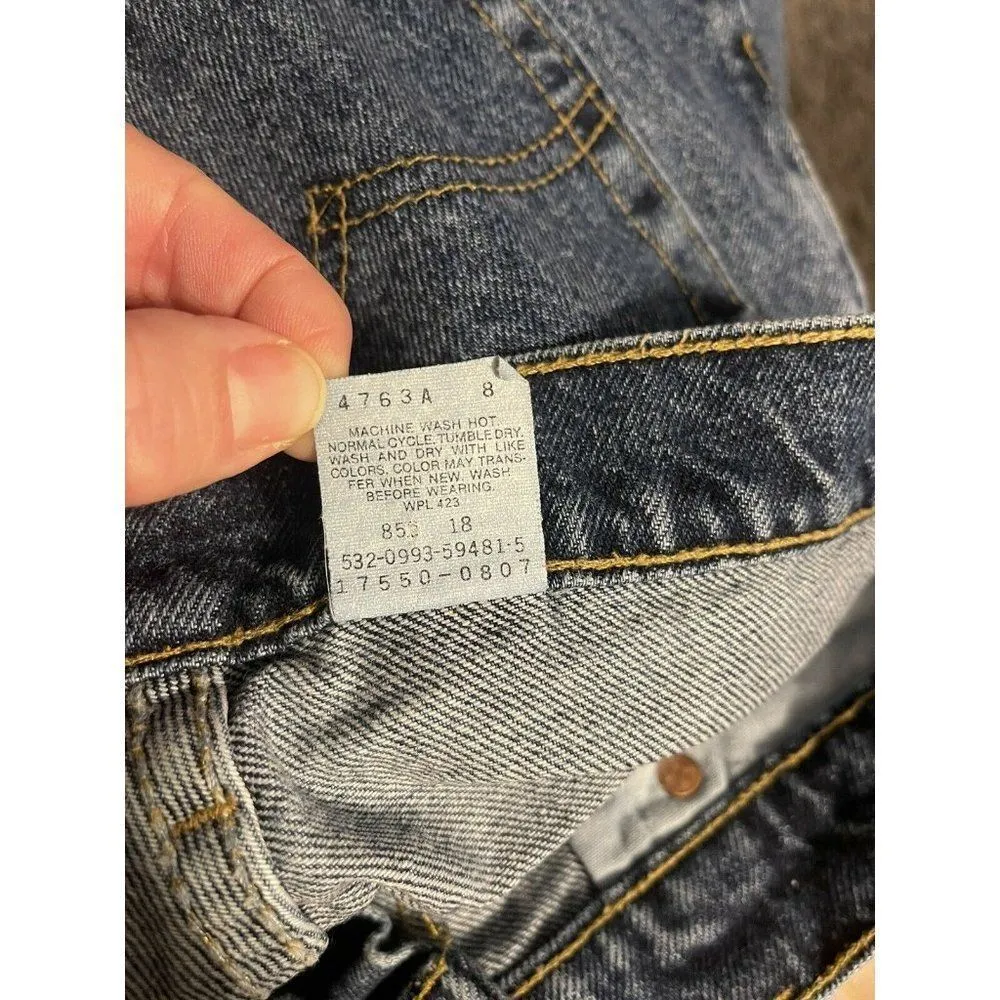 4763A 8
MACHINE WASH HOT
NORMAL CYCLE. TUMBLE DRY.
WASH AND DRY WITH LIKE
COLORS. COLOR MAY TRANS-
FER WHEN NEW. WASH
BEFORE WEARING.
WPL 423
18
532-0993-59481-5
17550-0807